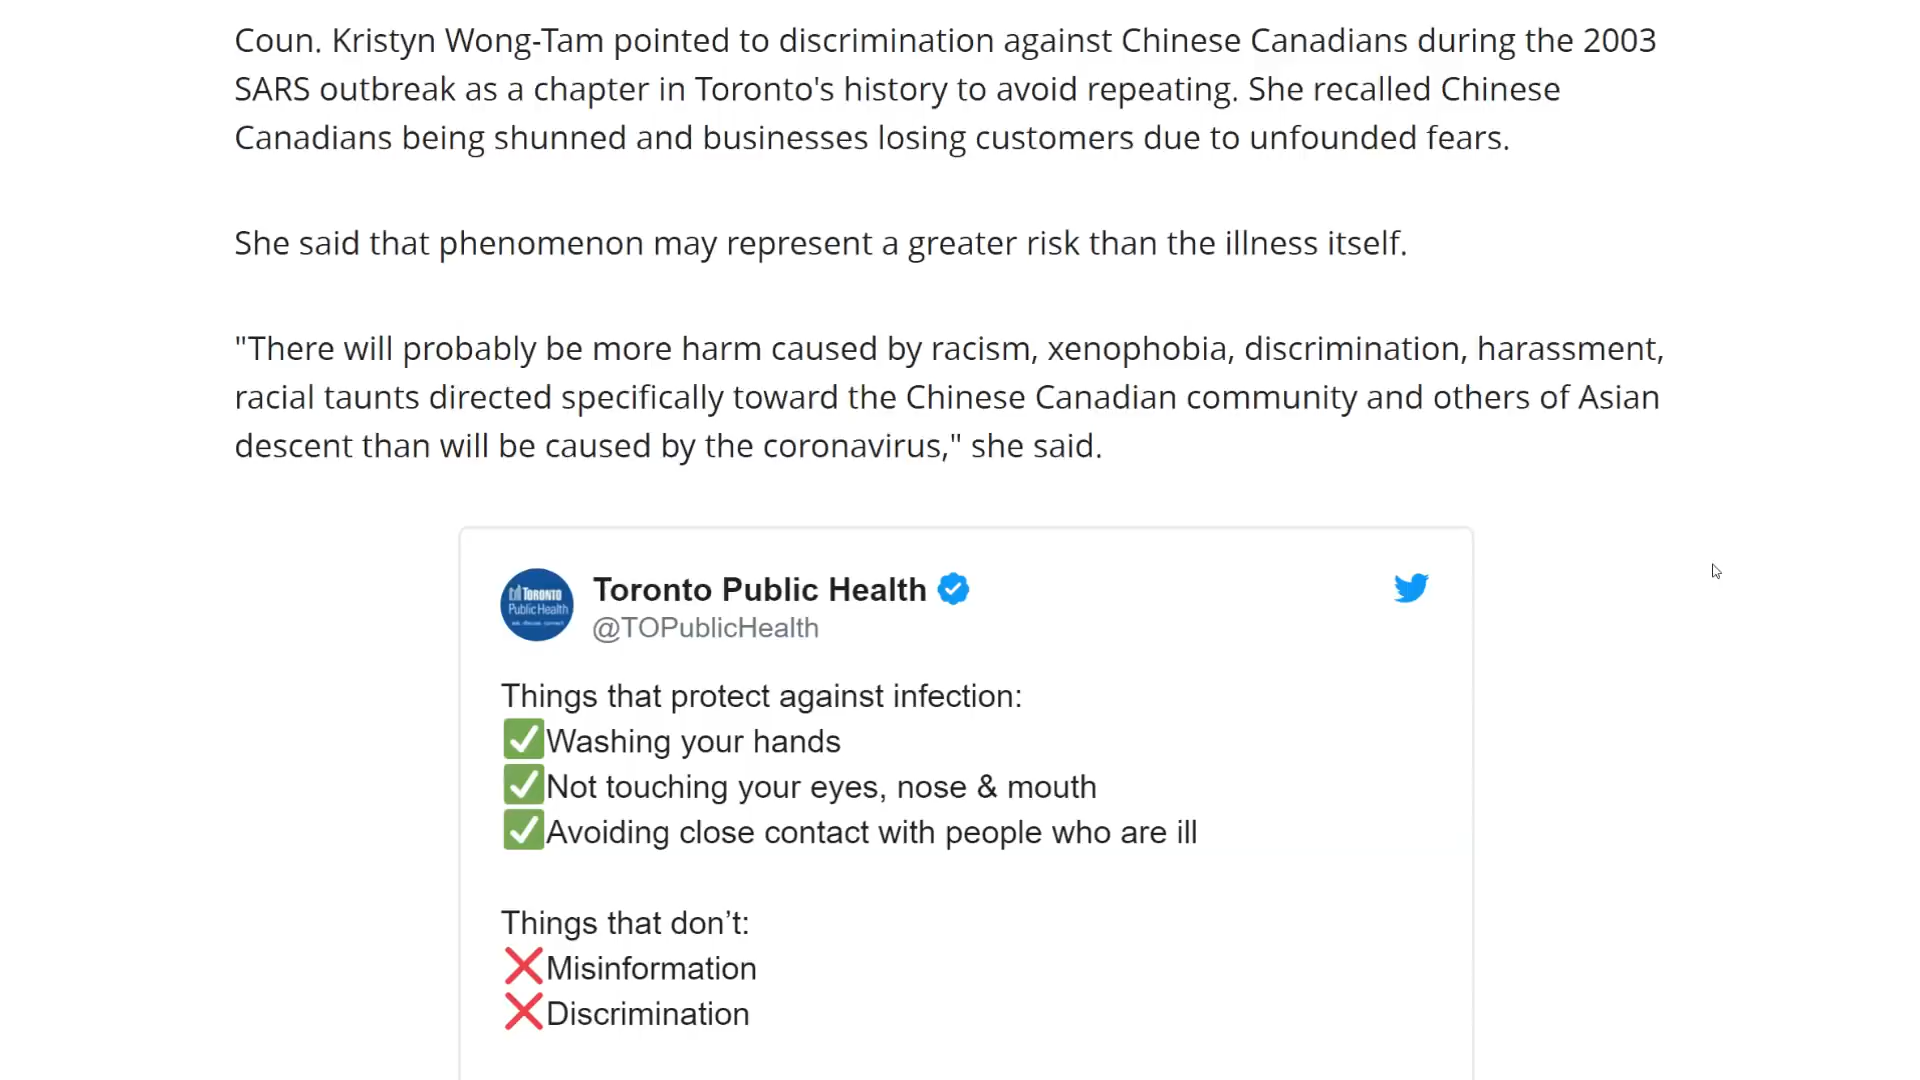 Coun. Kristyn Wong-Tam pointed to discrimination against Chinese Canadians during the 2003
SARS outbreak as a chapter in Toronto's history to avoid repeating. She recalled Chinese
Canadians being shunned and businesses losing customers due to unfounded fears.
She said that phenomenon may represent a greater risk than the illness itself.
"There will probably be more harm caused by racism, xenophobia, discrimination, harassment,
racial taunts directed specifically toward the Chinese Canadian community and others of Asian
descent than will be caused by the coronavirus," she said.
TORONTO
Public Health
Toronto Public Health
@TOPublicHealth
Things that protect against infection:
✅Washing your hands
✅Not touching your eyes, nose & mouth
✅Avoiding close contact with people who are ill
Things that don’t:
❌Misinformation
❌Discrimination